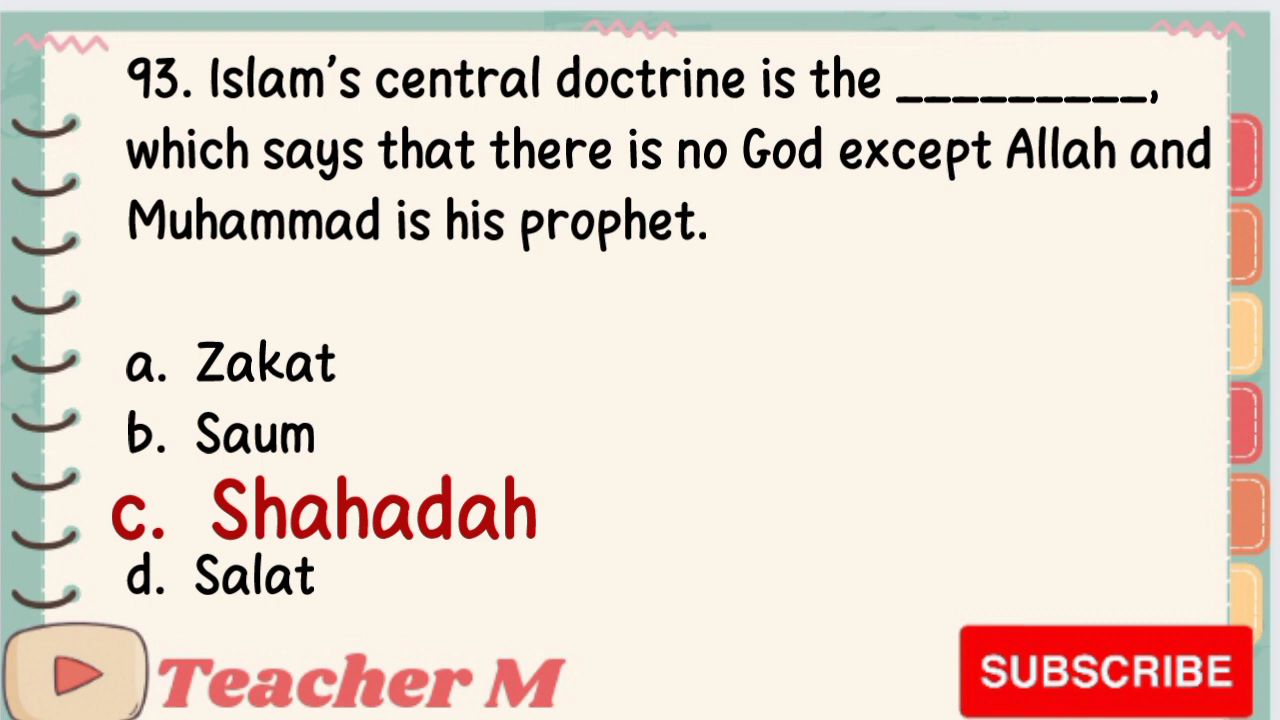 93. Islam's central doctrine is the _________,
which says that there is no God except Allah and
Muhammad is his prophet.
a. Zakat
b. Saum
c. Shahadah
d. Salat
Teacher M
SUBSCRIBE